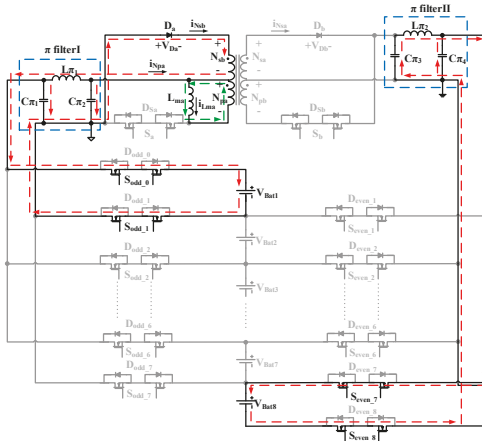 π filterII
π filterI
Lπ1
Cπ1
Cπ2
Da
iNsb
+VDa-
iNpa
+
Nsb
-
+
Npa
-
Lma
iLma
DSa
Sa
iNsa
Db
+VDb-
Nsa
Npb
DSb
Sb
Lπ2
Cπ3
Cπ4
Dodd_0
Sodd_0
VBat1
Dodd_1
Sodd_1
Deven_1
Seven_1
VBat2
Dodd_2
Sodd_2
Deven_2
Seven_2
VBat3
Dodd_6
Sodd_6
Deven_6
Seven_6
VBat7
Dodd_7
Sodd_7
Seven_7
VBat8
Deven_8
Seven_8